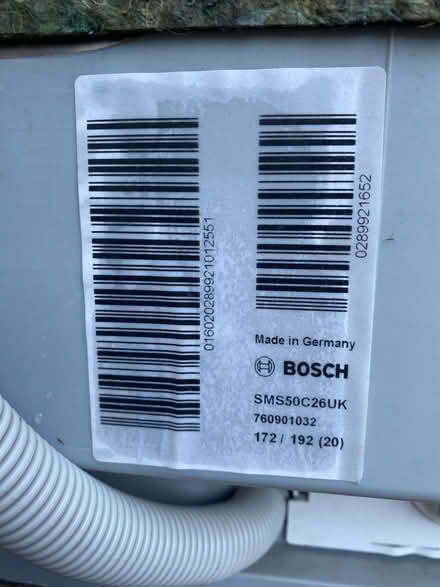 016020289921012551
0289921652
Made in Germany
BOSCH
SMS50C26UK
760901032
172 / 192 (20)